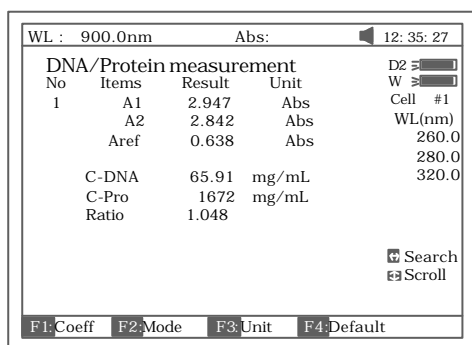 WL : 900.0nm Abs: 12: 35: 27
DNA/Protein measurement D2
No Items Result Unit W
1 A1 2.947 Abs Cell #1
A2 2.842 Abs WL(nm)
Aref 0.638 Abs 260.0
280.0
C-DNA 65.91 mg/mL 320.0
C-Pro 1672 mg/mL
Ratio 1.048
Search
Scroll
F1:Coeff F2:Mode F3:Unit F4:Default